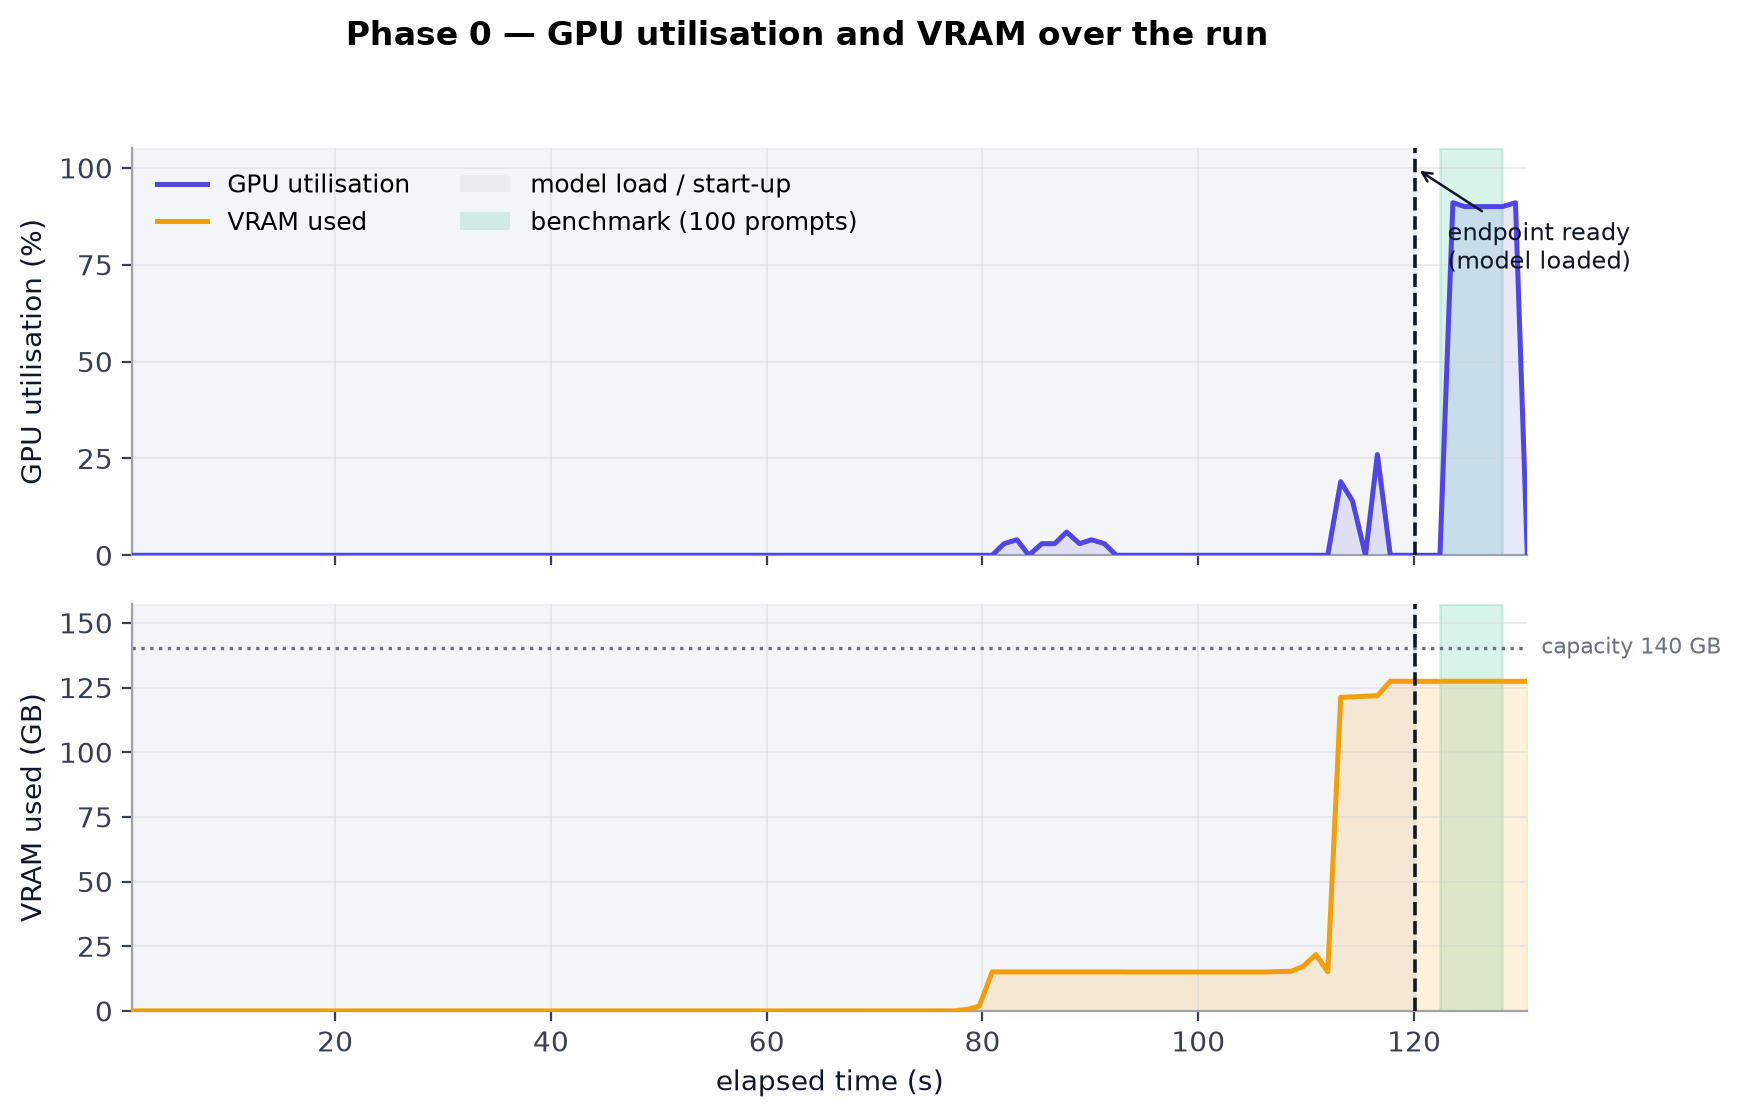 Phase 0 — GPU utilisation and VRAM over the run
GPU utilisation (%)
100
75
50
25
0
GPU utilisation
VRAM used
model load / start-up
benchmark (100 prompts)
endpoint ready
(model loaded)
VRAM used (GB)
150
125
100
75
50
25
0
capacity 140 GB
20 40 60 80 100 120
elapsed time (s)